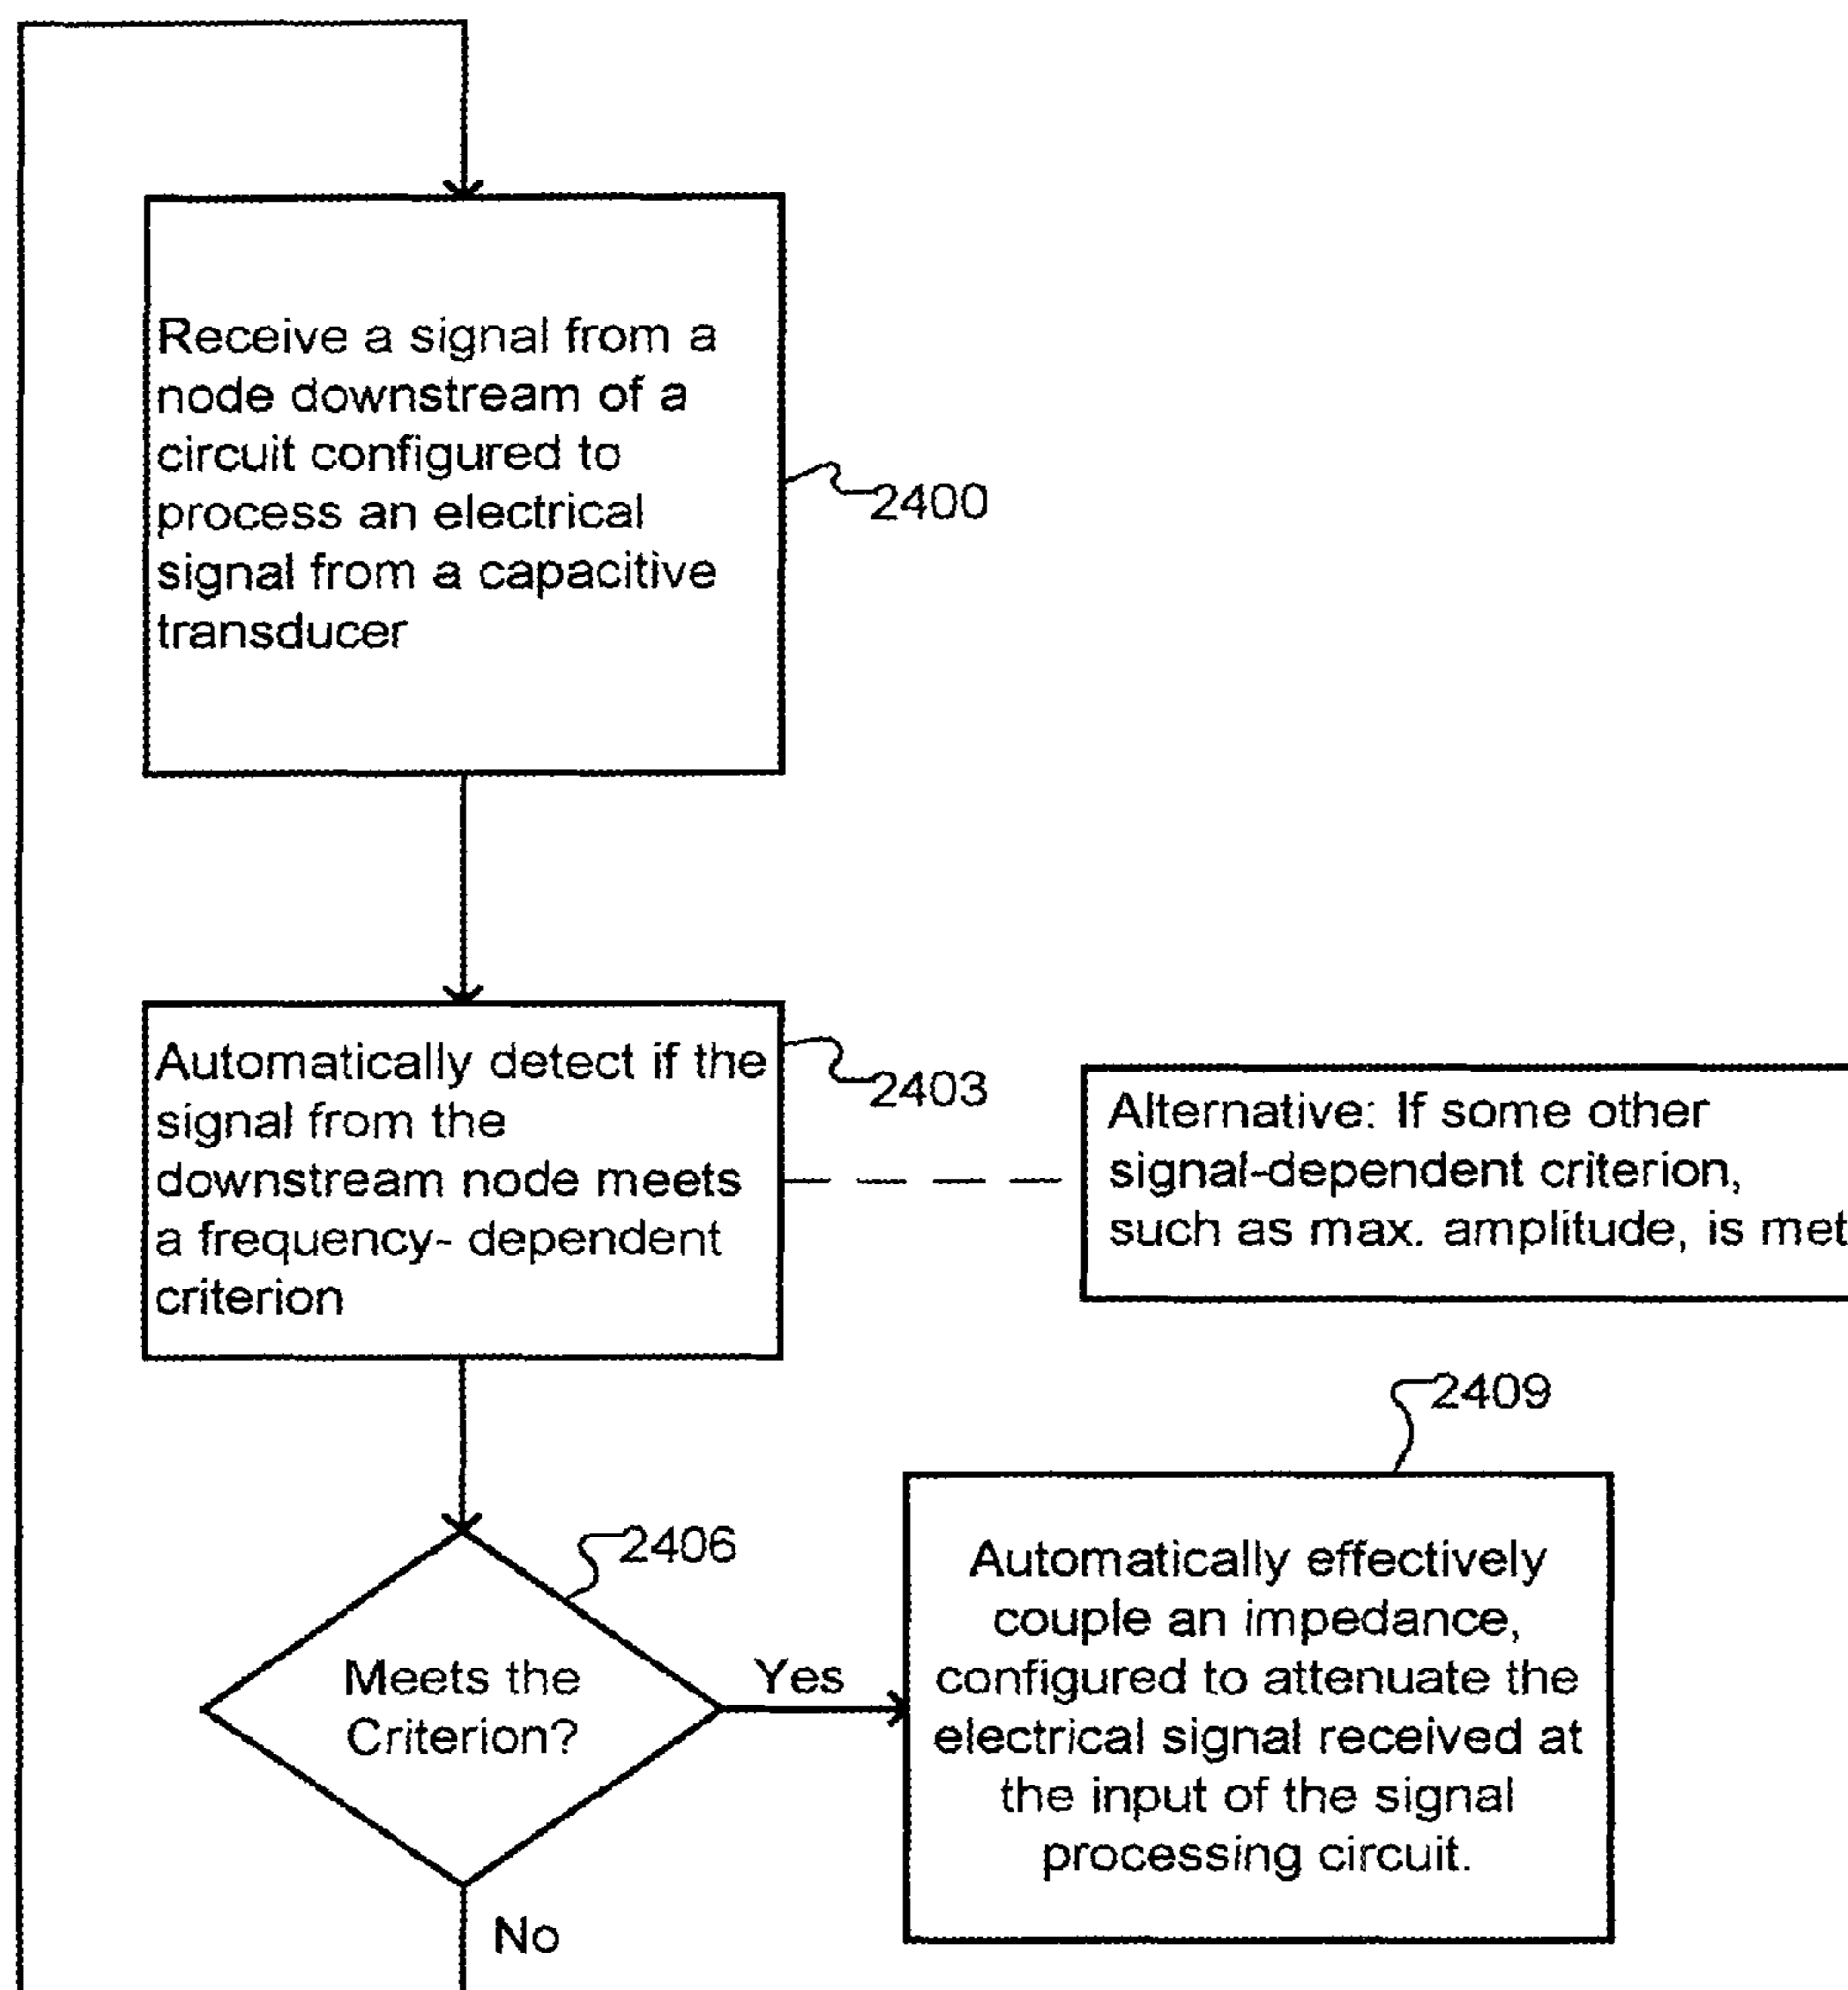 Receive a signal from a
node downstream of a
circuit configured to
process an electrical
signal from a capacitive
transducer
2400
Automatically detect if the
signal from the
downstream node meets
a frequency- dependent
criterion
2403
Alternative: If some other
signal-dependent criterion,
such as max. amplitude, is met
2406
Meets the
Criterion?
Yes
No
2409
Automatically effectively
couple an impedance,
configured to attenuate the
electrical signal received at
the input of the signal
processing circuit.